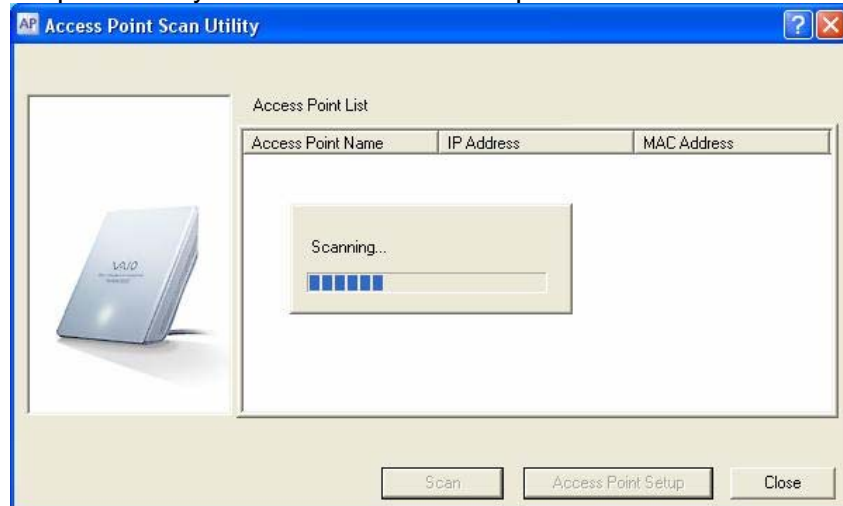 AP Access Point Scan Utility
Access Point List
Access Point Name IP Address MAC Address
Scanning...
VAIO
Scan Access Point Setup Close